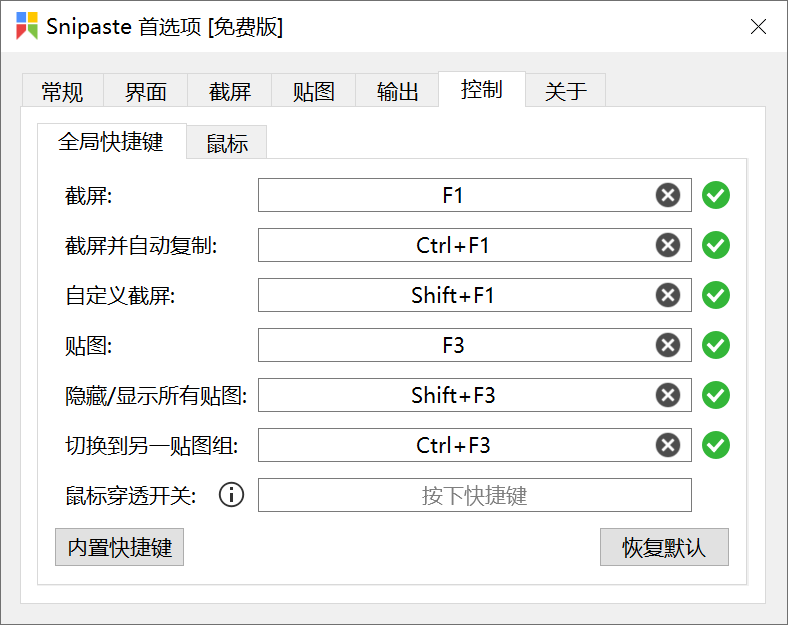 Snipaste 首选项 [免费版]
常规 界面 截屏 贴图 输出 控制 关于
全局快捷键 鼠标
截屏: F1
截屏并自动复制: Ctrl+F1
自定义截屏: Shift+F1
贴图: F3
隐藏/显示所有贴图: Shift+F3
切换到另一贴图组: Ctrl+F3
鼠标穿透开关: 按下快捷键
内置快捷键 恢复默认